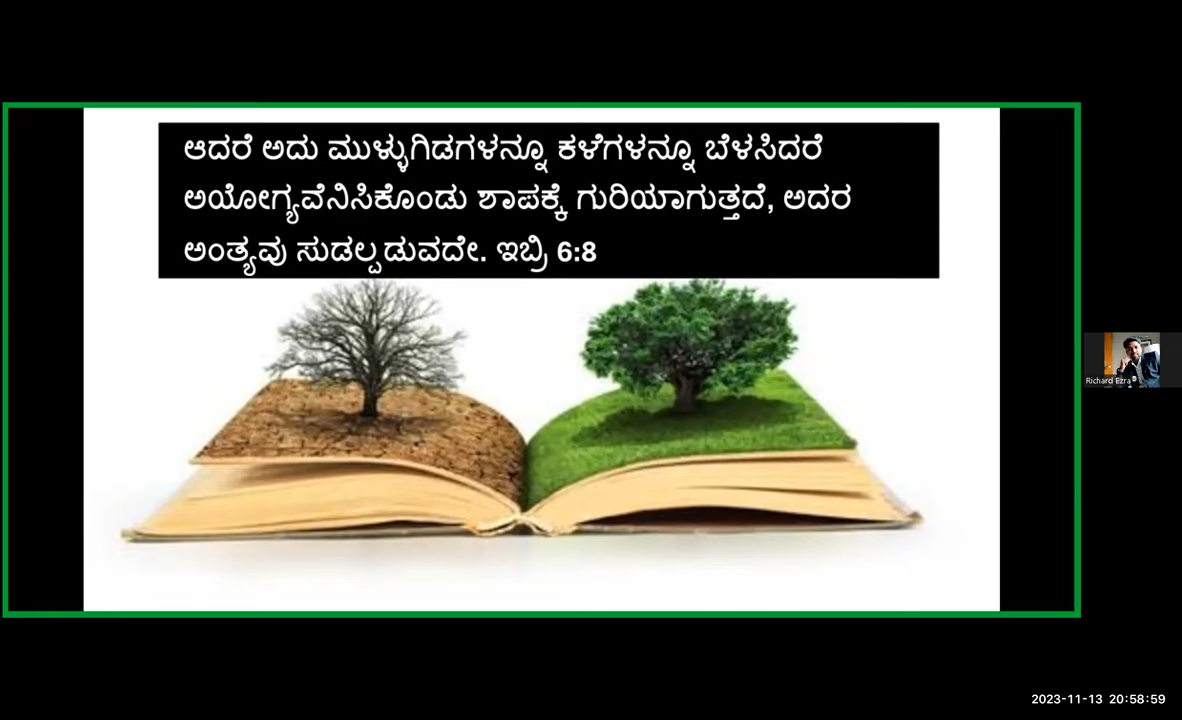 ಆದರೆ ಅದು ಮುಳ್ಳುಗಿಡಗಳನ್ನೂ ಕಳೆಗಳನ್ನೂ ಬೆಳಸಿದರೆ
ಅಯೋಗ್ಯವೆನಿಸಿಕೊಂಡು ಶಾಪಕ್ಕೆ ಗುರಿಯಾಗುತ್ತದೆ, ಅದರ
ಅಂತ್ಯವು ಸುಡಲ್ಪಡುವದೇ. ಇಬ್ರಿ 6:8
Richard Ezra
2023-11-13 20:58:59